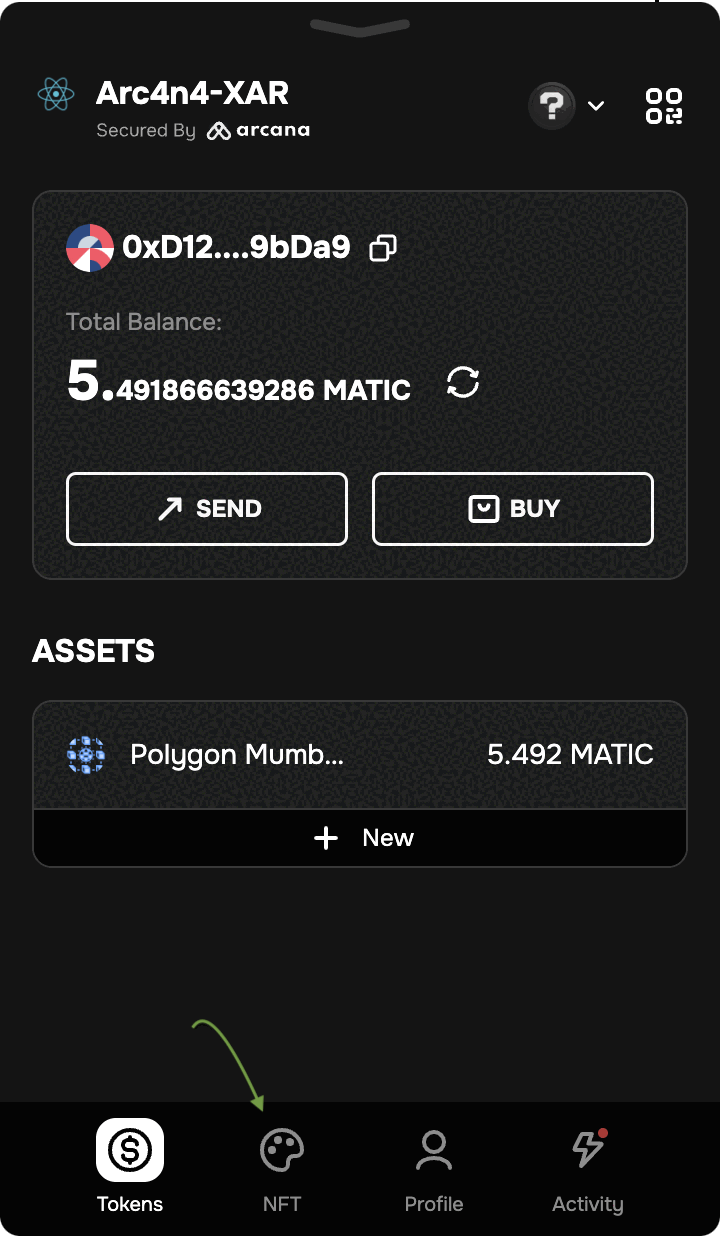 Arc4n4-XAR
Secured By arcana
?
0xD12....9bDa9
Total Balance:
5.491866639286 MATIC
SEND
BUY
ASSETS
Polygon Mumb... 5.492 MATIC
+ New
$
Tokens NFT Profile Activity